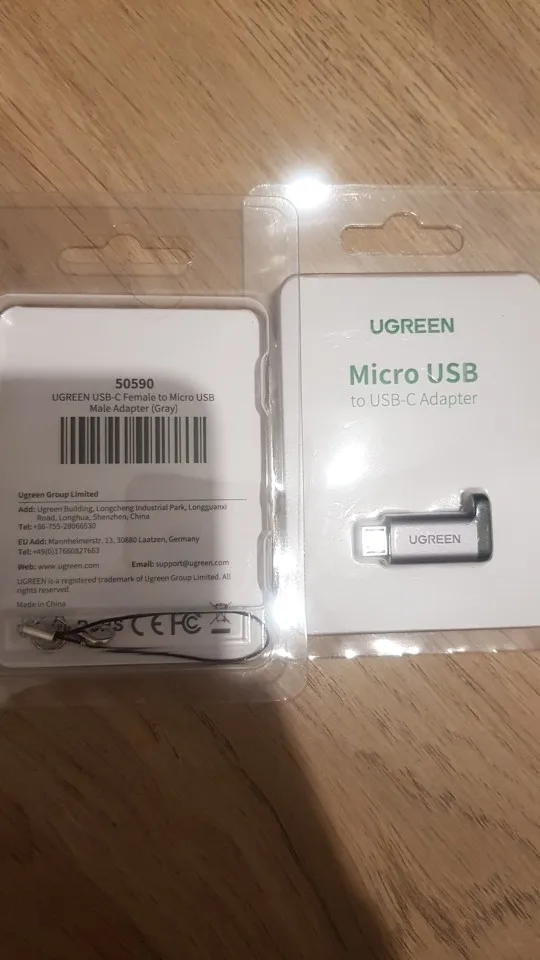 50590
UGREEN USB-C Female to Micro USB
Male Adapter (Gray)
Ugreen Group Limited
Add: Ugreen Building, Longcheng Industrial Park, Longguanxi
Road, Longhua, Shenzhen, China
Tel: +86-755-28066530
EU Add: Mannheimerstr, 13, 30880 Laatzen, Germany
Tel: +49(0)17660827663
Web: www.ugreen.com Email: support@ugreen.com
UGREEN is a registered trademark of Ugreen Group Limited. All
rights reserved
Made in China
RoHS CE FC
UGREEN
Micro USB
to USB-C Adapter
UGREEN